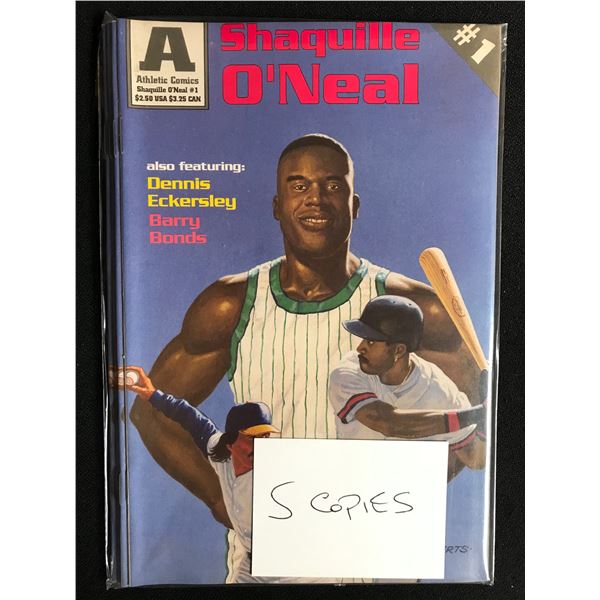 A
Athletic Comics
Shaquille O'Neal #1
$2.50 USA $3.25 CAN
Shaquille
O'Neal
#1
also featuring:
Dennis
Eckersley
Barry
Bonds
5 COPIES